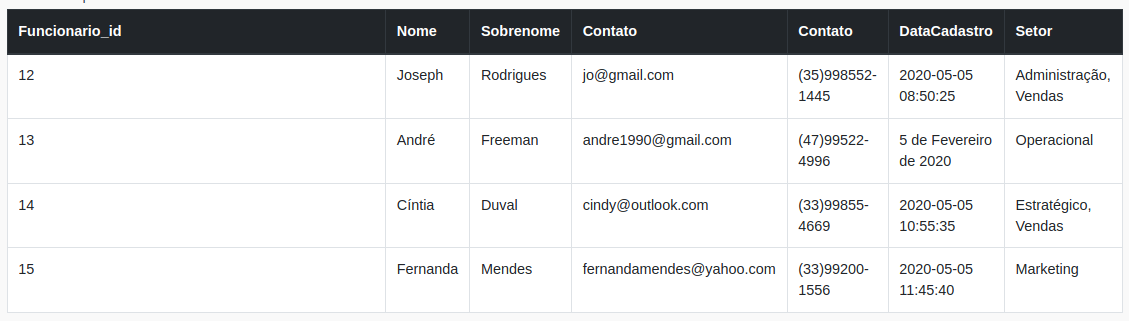 Funcionario_id Nome Sobrenome Contato Contato DataCadastro Setor
12 Joseph Rodrigues jo@gmail.com (35)998552- 2020-05-05 Administração,
1445 08:50:25 Vendas
13 André Freeman andre1990@gmail.com (47)99522- 5 de Fevereiro Operacional
4996 de 2020
14 Cíntia Duval cindy@outlook.com (33)99855- 2020-05-05 Estratégico,
4669 10:55:35 Vendas
15 Fernanda Mendes fernandamendes@yahoo.com (33)99200- 2020-05-05 Marketing
1556 11:45:40